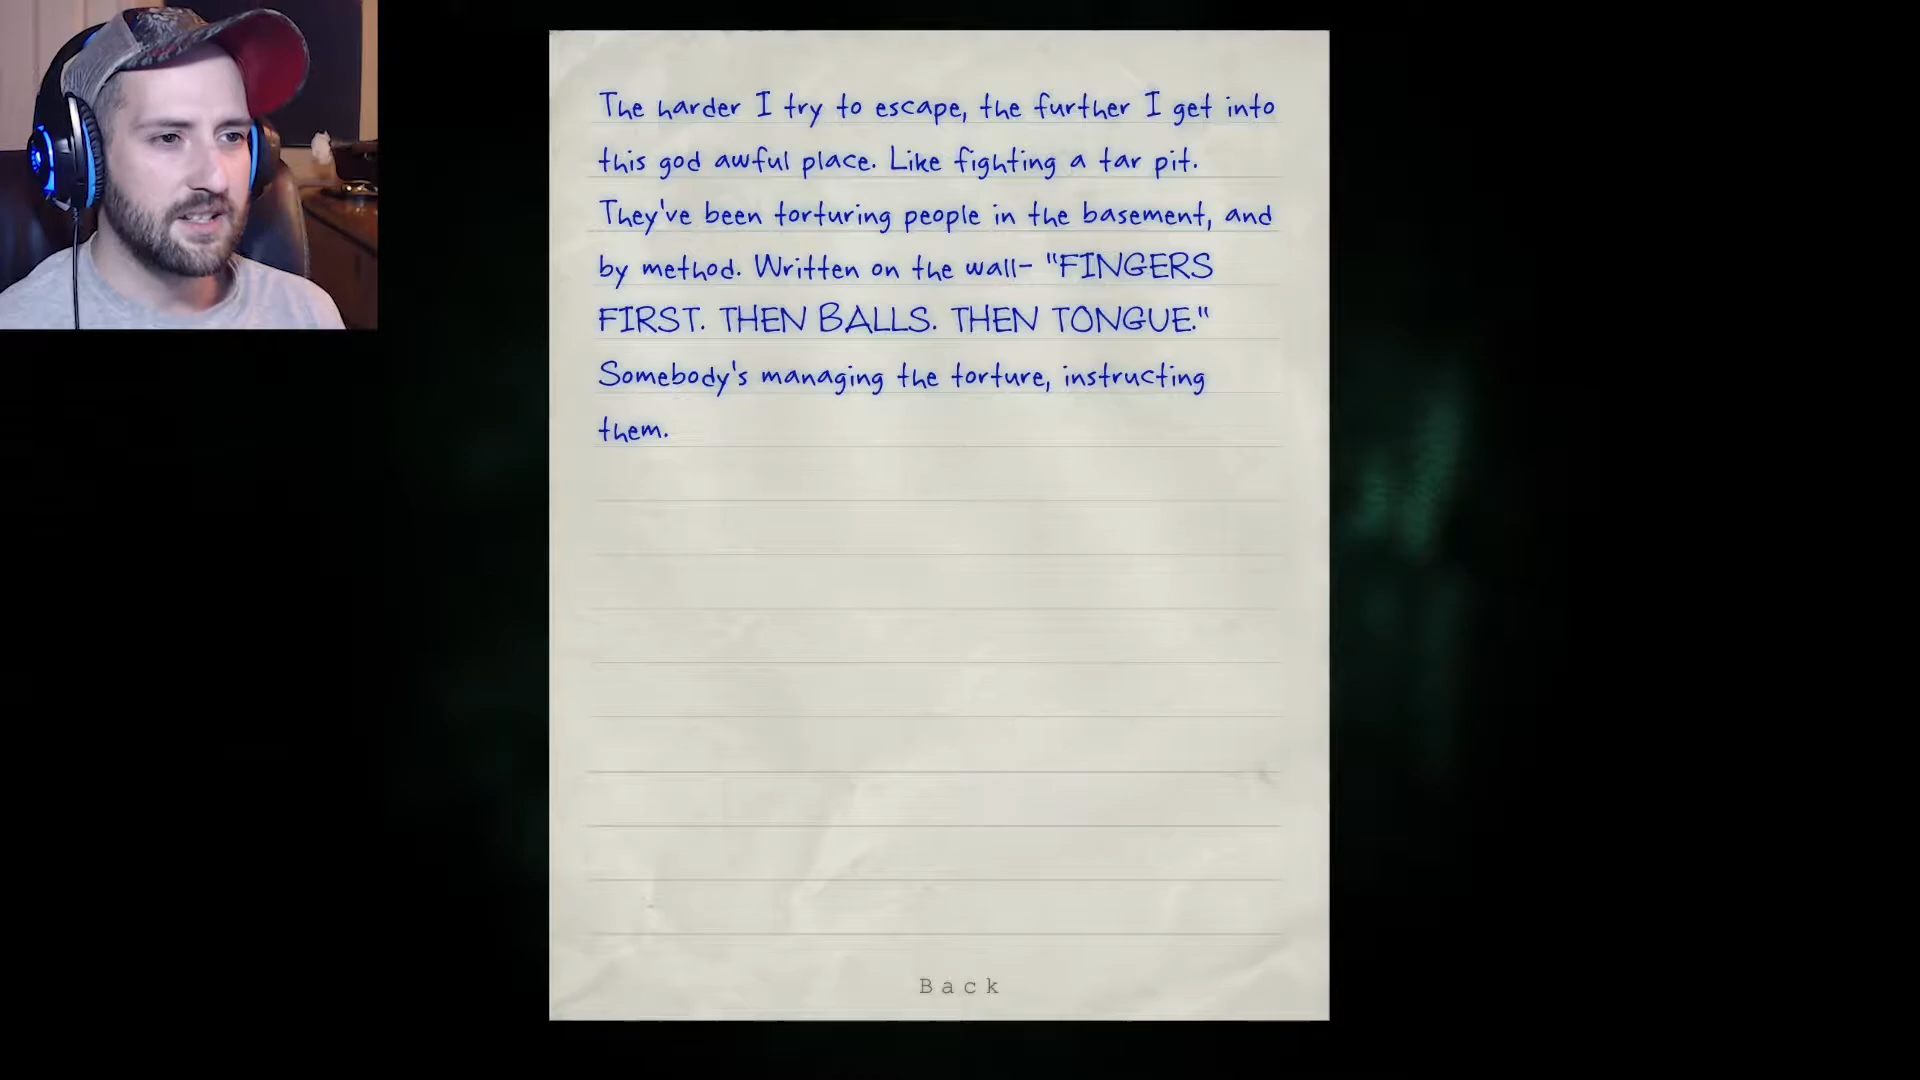 The harder I try to escape, the further I get into
this god awful place. Like fighting a tar pit.
They've been torturing people in the basement, and
by method. Written on the wall- "FINGERS
FIRST. THEN BALLS. THEN TONGUE."
Somebody's managing the torture, instructing
them.
Back